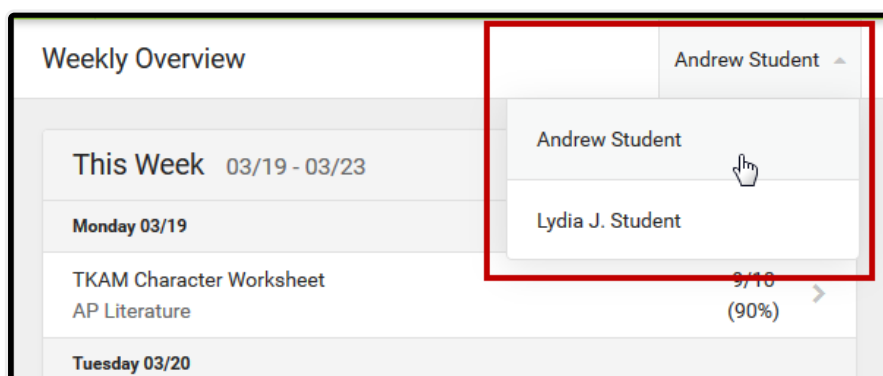 Weekly Overview
Andrew Student
Andrew Student
Lydia J. Student
This Week 03/19 - 03/23
Monday 03/19
TKAM Character Worksheet
9/10
AP Literature
(90%)
Tuesday 03/20